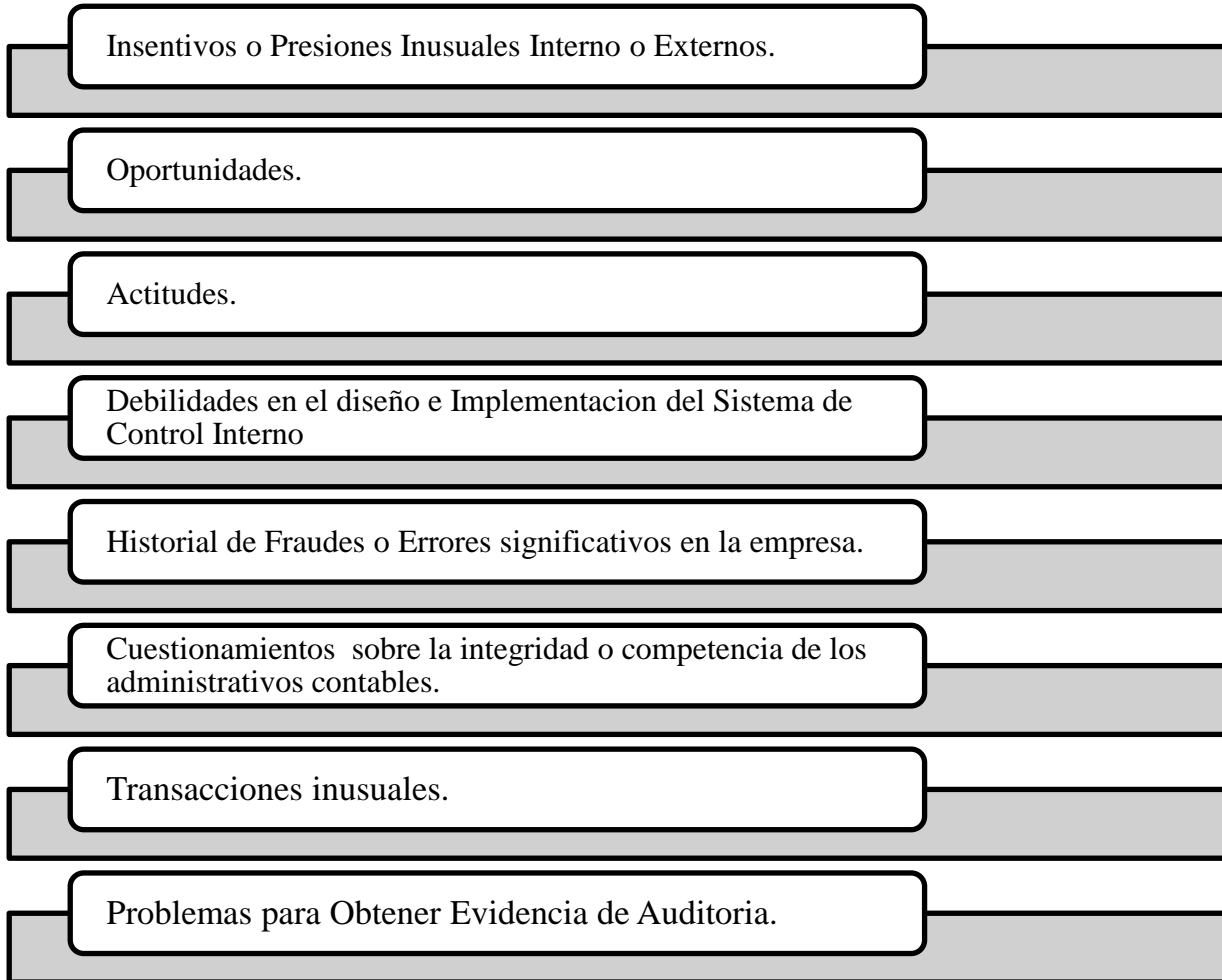 Insentivos o Presiones Inusuales Interno o Externos.
Oportunidades.
Actitudes.
Debilidades en el diseño e Implementacion del Sistema de
Control Interno
Historial de Fraudes o Errores significativos en la empresa.
Cuestionamientos  sobre la integridad o competencia de los
administrativos contables.
Transacciones inusuales.
Problemas para Obtener Evidencia de Auditoria.